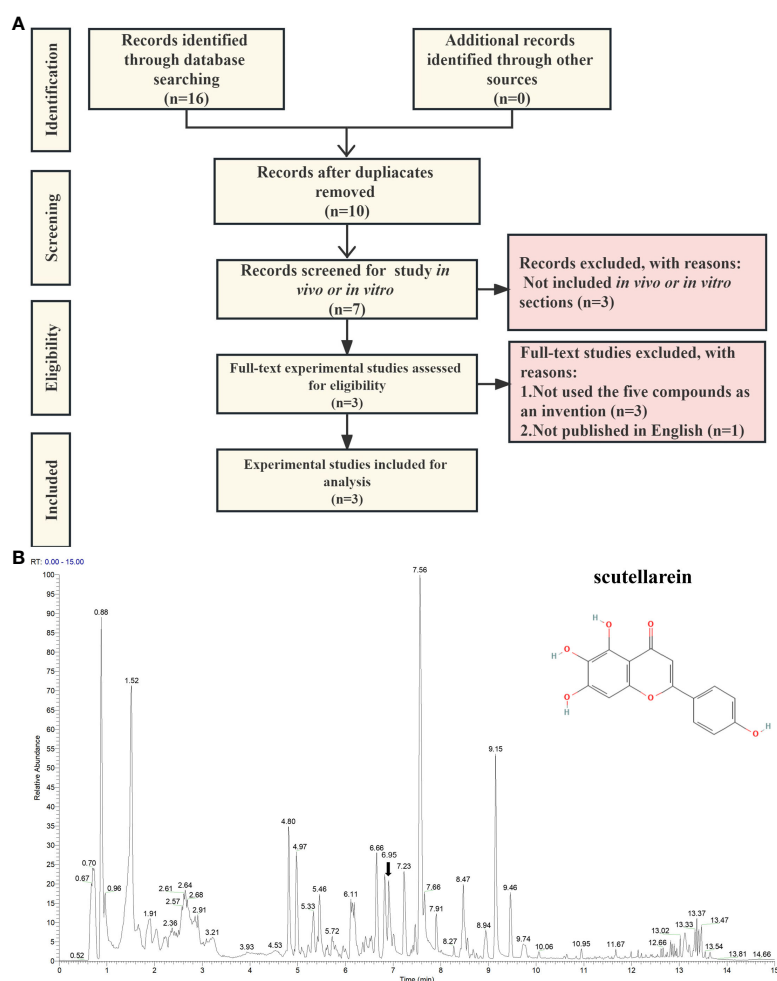 A
Identification
Records identified
through database
searching
(n=16)
Additional records
identified through other
sources
(n=0)
Screening
Records after dupliacates
removed
(n=10)
Records screened for study in
vivo or in vitro
(n=7)
Records excluded, with reasons:
Not included in vivo or in vitro
sections (n=3)
Eligibility
Full-text experimental studies assessed
for eligibility
(n=3)
Full-text studies excluded, with
reasons:
1.Not used the five compounds as
an invention (n=3)
2.Not published in English (n=1)
Included
Experimental studies included for
analysis
(n=3)
B
RT: 0.00 - 15.00
scutellarein
Relative Abundance
100
95
90
85
80
75
70
65
60
55
50
45
40
35
30
25
20
15
10
5
0
0.52
0.67
0.70
0.88
0.96
1.52
1.91
2.36
2.57
2.61
2.64
2.68
2.91
3.21
3.93
4.53
4.80
4.97
5.33
5.46
5.72
6.11
6.66
6.95
7.23
7.56
7.66
7.91
8.27
8.47
8.94
9.15
9.46
9.74
10.06
10.95
11.67
12.66
13.02
13.33
13.37
13.47
13.54
13.81
14.66
H
O
O
O
H
O
H
O
H
O
O
H
0 1 2 3 4 5 6 7 8 9 10 11 12 13 14 15
Time (min)